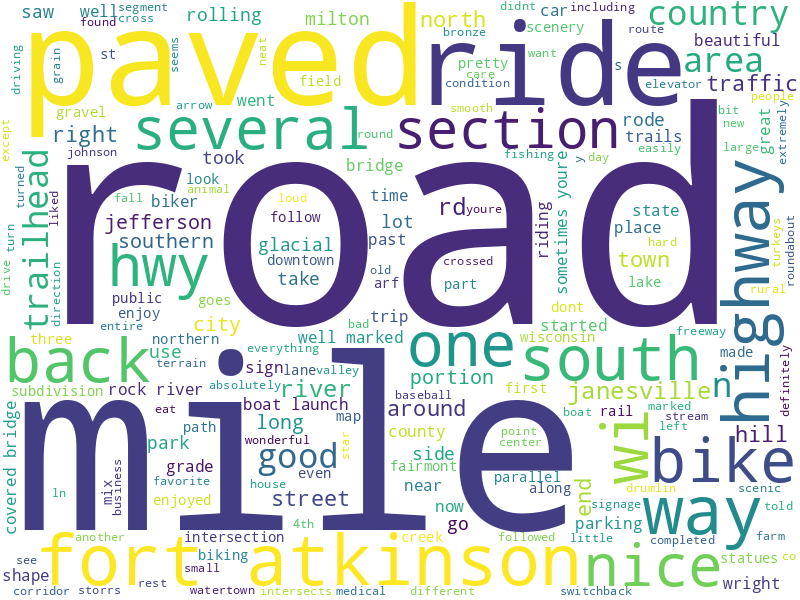 saw well segment cross found rolling milton north scenery car didnt including bronze route country
driving st seems neat grain paved ride pretty care want condition s elevator beautiful area traffic
gravel arrow went field several section smooth rode trails bit new people
except right johnson took round bridge fishing day easily large great extremely
turned liked trailhead fall look animal biker loud time lot rd youre riding sometimes youre y state place hard turkeys roundabout
jefferson southern follow glacial downtown past crossed town
drive turn direction hwy road take old arf part lake rural highway
public enjoy goes trip dont started freeway
entire three northern city well marked bad wisconsin made definitely
back use terrain everything sign lane valley portion one south
subdivision rock river absolutely river boat launch map baseball around first janesville n
covered bridge mile path eat wonderful long star county boat rail marked left stream hill
park grade good even fairmont side point center wi bike
ln favorite mix business house street near parallel along now end signage drumlin scenic
enjoyed 4th go parking way told
another intersection creek followed little completed farm
see shape fort atkinson biking small nice statues co wright
corridor storrs rest watertown intersects medical different switchback